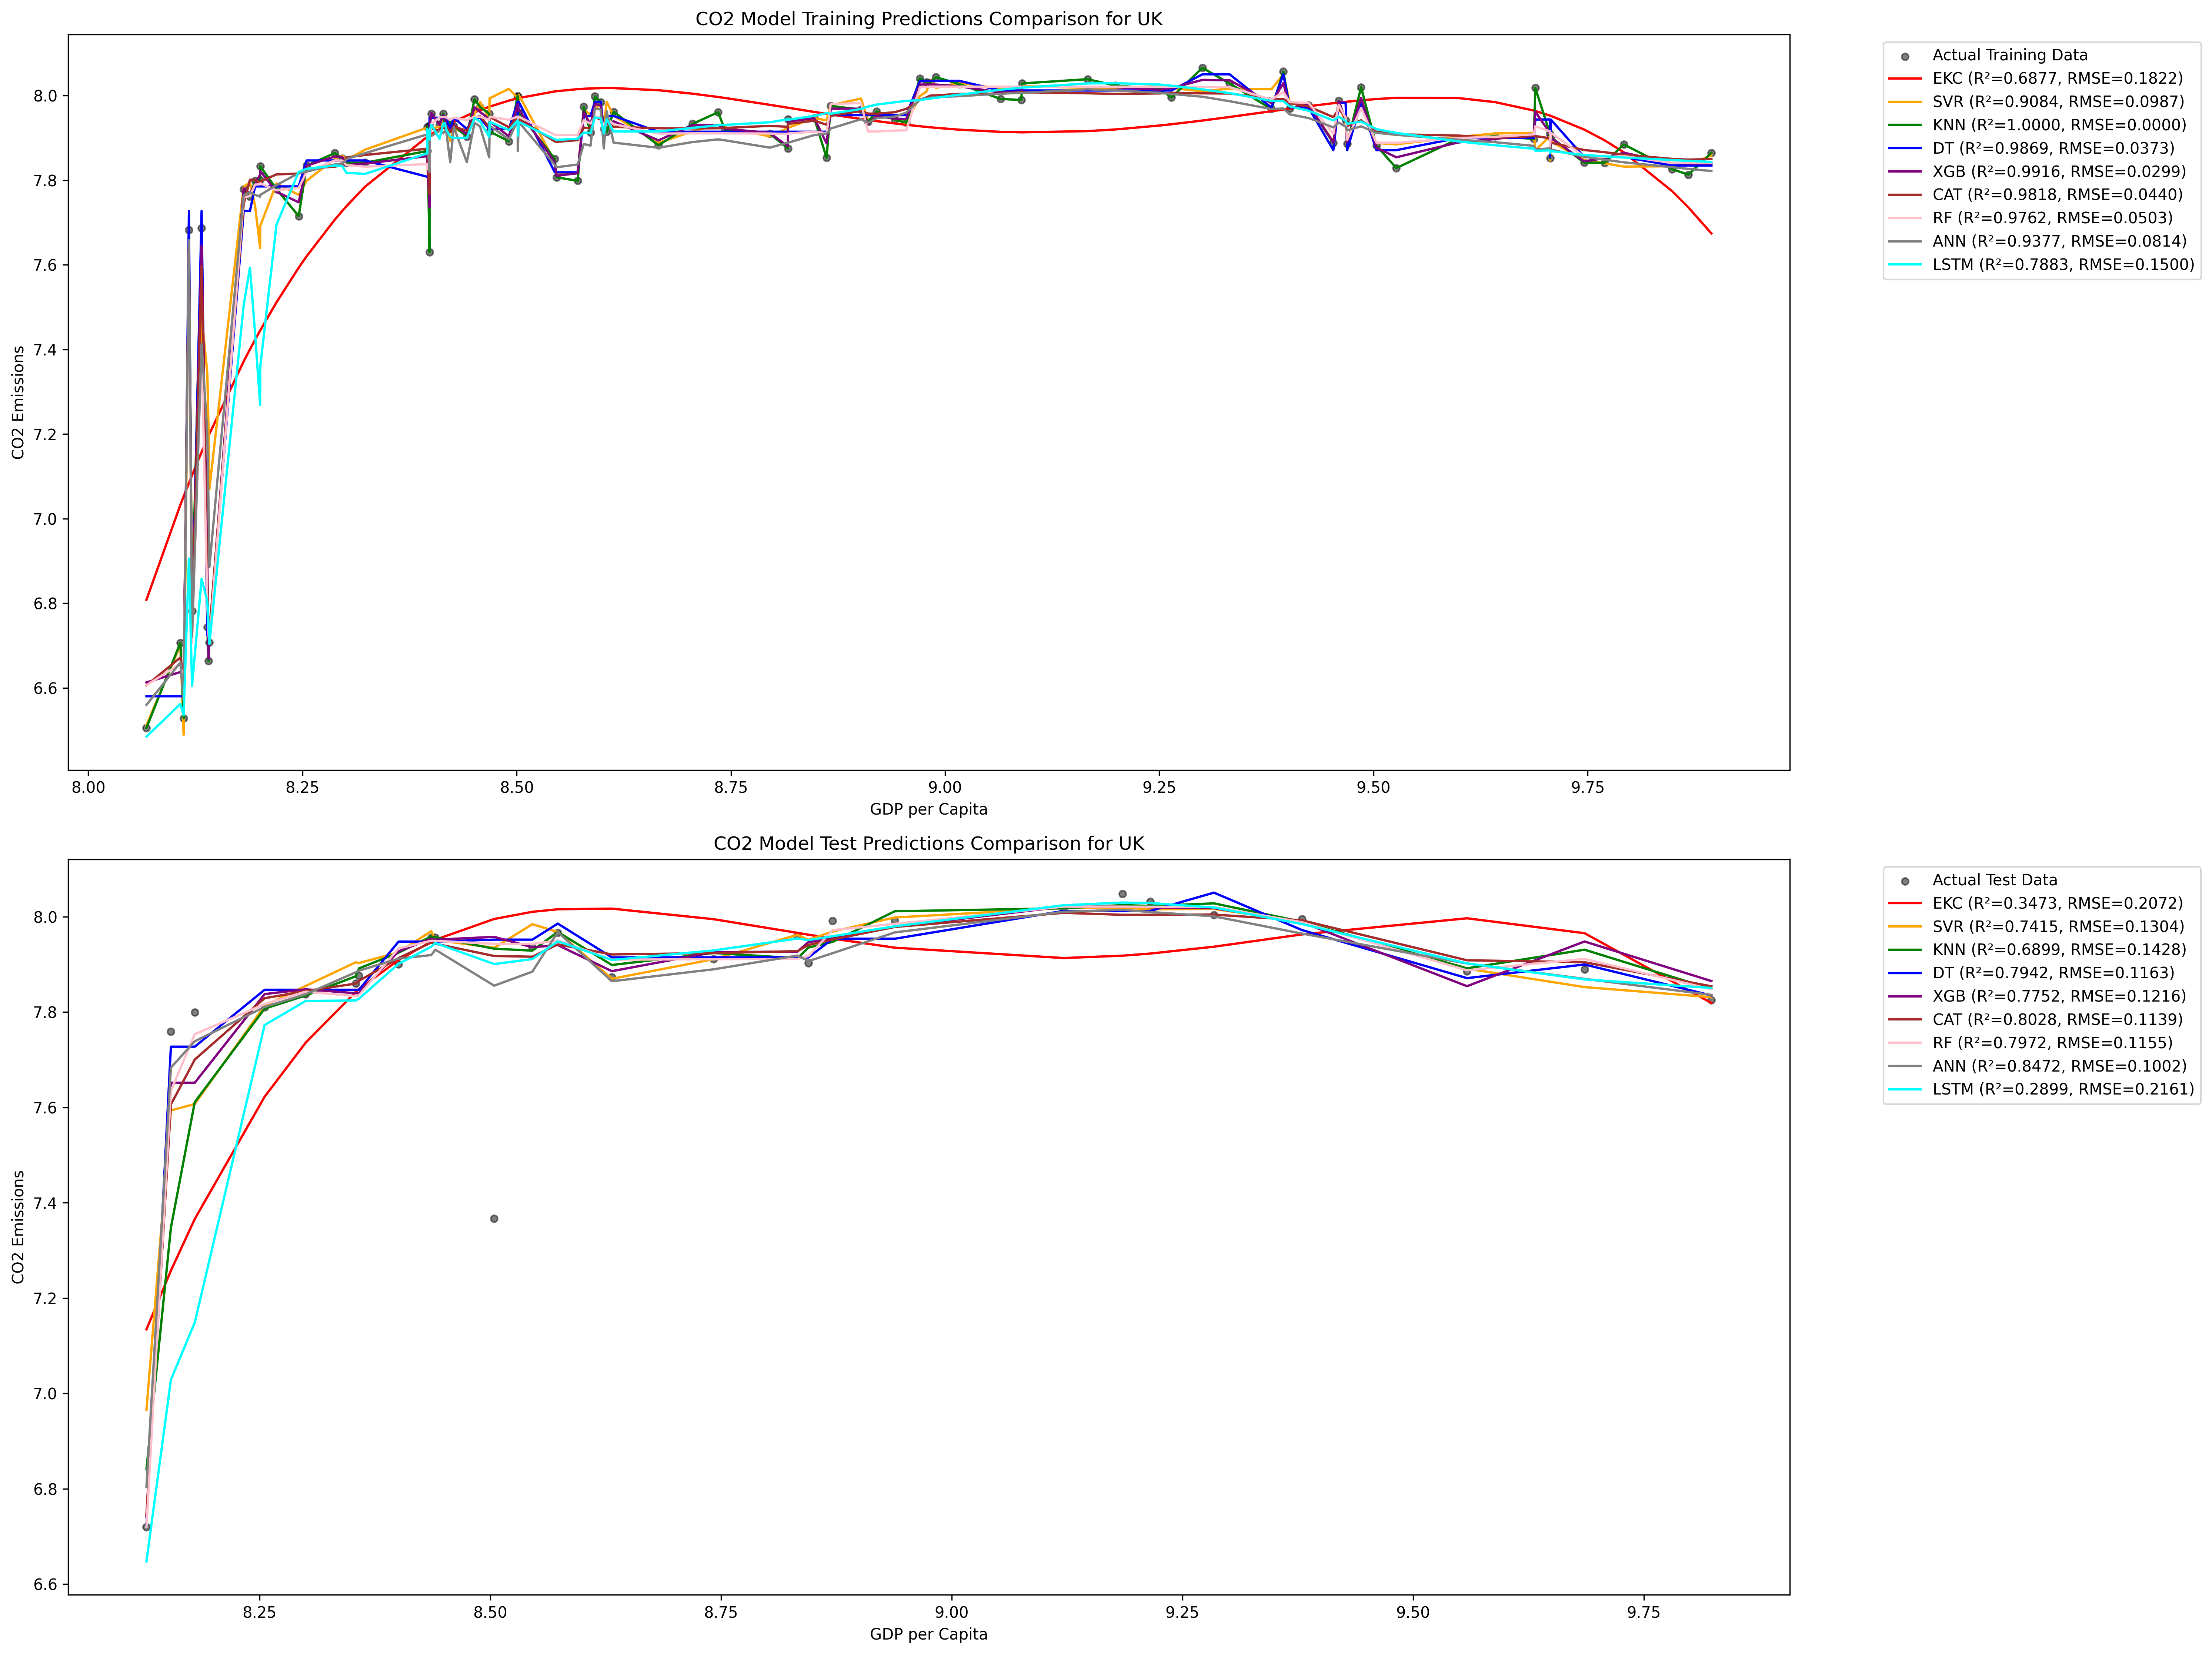 CO2 Model Training Predictions Comparison for UK
CO2 Emissions
8.0
7.8
7.6
7.4
7.2
7.0
6.8
6.6
8.00 8.25 8.50 8.75 9.00 9.25 9.50 9.75
GDP per Capita
Actual Training Data
EKC (R²=0.6877, RMSE=0.1822)
SVR (R²=0.9084, RMSE=0.0987)
KNN (R²=1.0000, RMSE=0.0000)
DT (R²=0.9869, RMSE=0.0373)
XGB (R²=0.9916, RMSE=0.0299)
CAT (R²=0.9818, RMSE=0.0440)
RF (R²=0.9762, RMSE=0.0503)
ANN (R²=0.9377, RMSE=0.0814)
LSTM (R²=0.7883, RMSE=0.1500)
CO2 Model Test Predictions Comparison for UK
CO2 Emissions
8.0
7.8
7.6
7.4
7.2
7.0
6.8
6.6
8.25 8.50 8.75 9.00 9.25 9.50 9.75
GDP per Capita
Actual Test Data
EKC (R²=0.3473, RMSE=0.2072)
SVR (R²=0.7415, RMSE=0.1304)
KNN (R²=0.6899, RMSE=0.1428)
DT (R²=0.7942, RMSE=0.1163)
XGB (R²=0.7752, RMSE=0.1216)
CAT (R²=0.8028, RMSE=0.1139)
RF (R²=0.7972, RMSE=0.1155)
ANN (R²=0.8472, RMSE=0.1002)
LSTM (R²=0.2899, RMSE=0.2161)